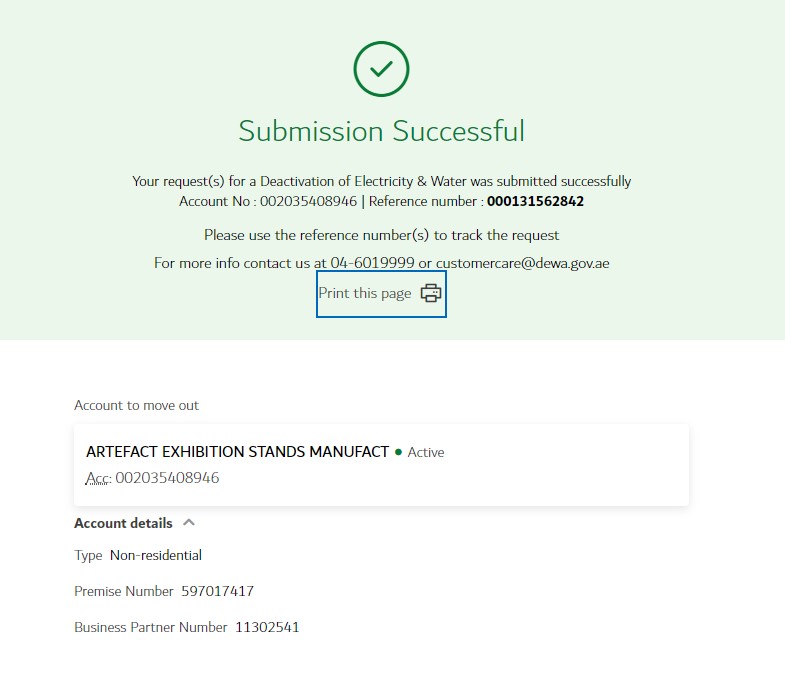 Submission Successful
Your request(s) for a Deactivation of Electricity & Water was submitted successfully
Account No : 002035408946 | Reference number : 000131562842
Please use the reference number(s) to track the request
For more info contact us at 04-6019999 or customercare@dewa.gov.ae
Print this page
Account to move out
ARTEFACT EXHIBITION STANDS MANUFACT • Active
Acc: 002035408946
Account details
Type Non-residential
Premise Number 597017417
Business Partner Number 11302541